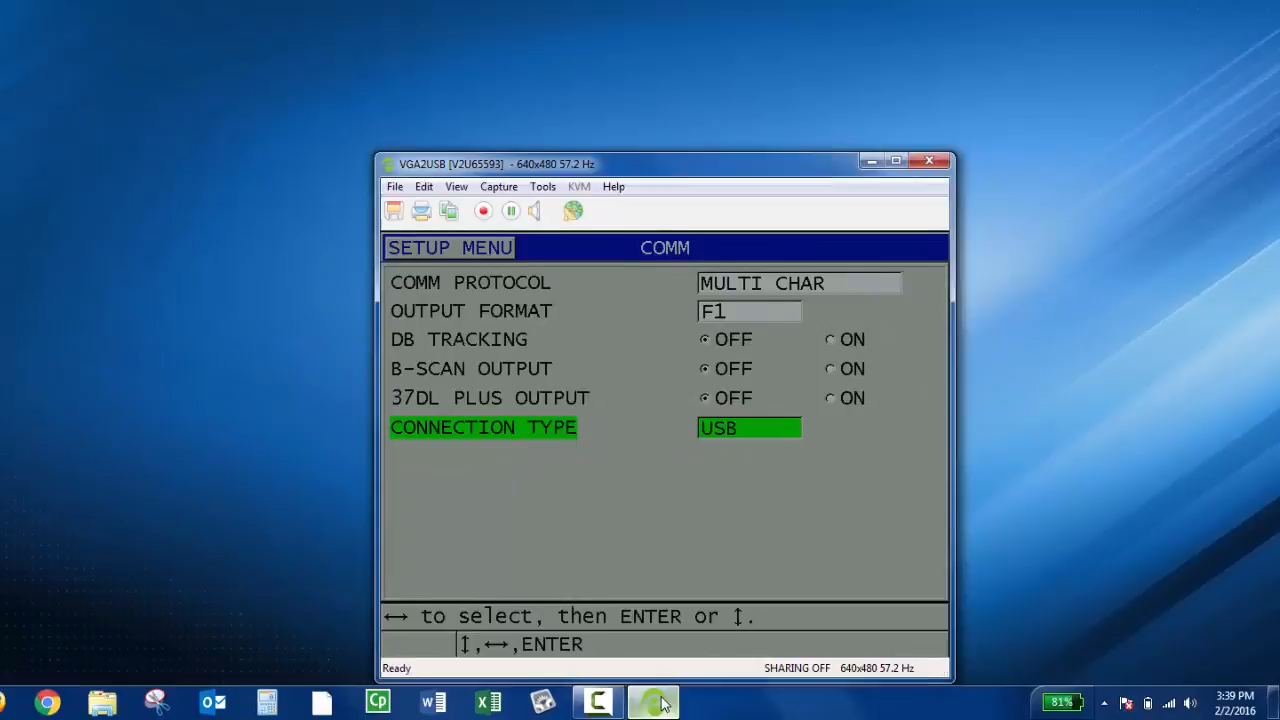 VGA2USB [V2U65593] - 640x480 57.2 Hz
File Edit View Capture Tools KVM Help
SETUP MENU COMM
COMM PROTOCOL MULTI CHAR
OUTPUT FORMAT F1
DB TRACKING OFF ON
B-SCAN OUTPUT OFF ON
37DL PLUS OUTPUT OFF ON
CONNECTION TYPE USB
↔ to select, then ENTER or ↕.
↕,↔,ENTER
Ready SHARING OFF 640x480 57.2 Hz
Cp 81% 3:39 PM
2/2/2016